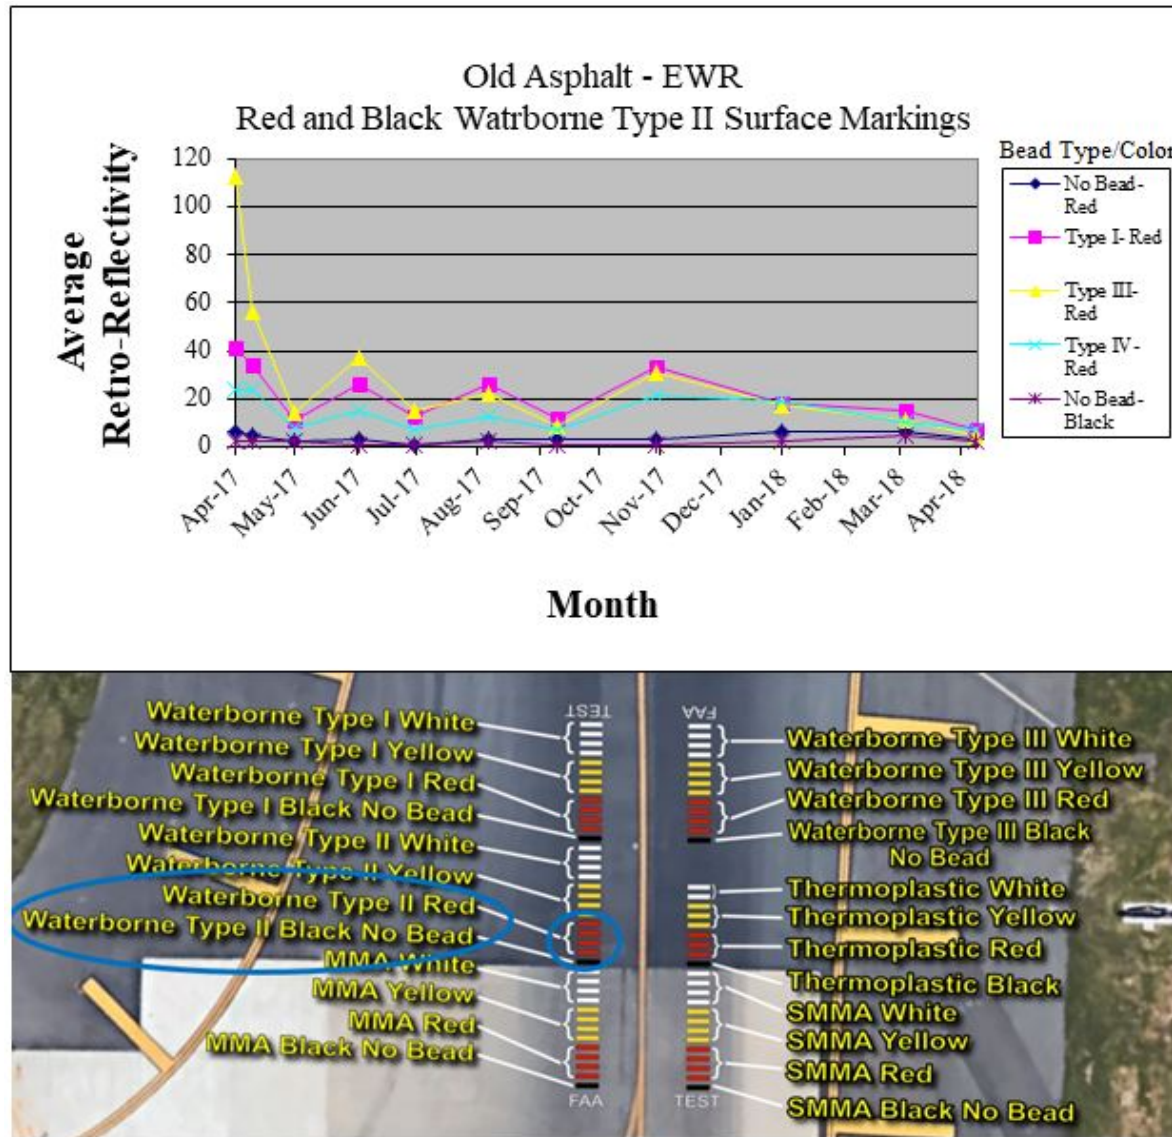 Old Asphalt - EWR
Red and Black Watrborne Type II Surface Markings
Average
Retro-Reflectivity
120
100
80
60
40
20
0
Apr-17
May-17
Jun-17
Jul-17
Aug-17
Sep-17
Oct-17
Nov-17
Dec-17
Jan-18
Feb-18
Mar-18
Apr-18
Month
Bead Type/Color
No Bead-
Red
Type I- Red
Type III-
Red
Type IV-
Red
No Bead-
Black
Waterborne Type I White
Waterborne Type I Yellow
Waterborne Type I Red
Waterborne Type I Black No Bead
Waterborne Type II White
Waterborne Type II Yellow
Waterborne Type II Red
Waterborne Type II Black No Bead
MMA White
MMA Yellow
MMA Red
MMA Black No Bead
TEST
FAA
FAA
TEST
Waterborne Type III White
Waterborne Type III Yellow
Waterborne Type III Red
Waterborne Type III Black
No Bead
Thermoplastic White
Thermoplastic Yellow
Thermoplastic Red
Thermoplastic Black
SMMA White
SMMA Yellow
SMMA Red
SMMA Black No Bead